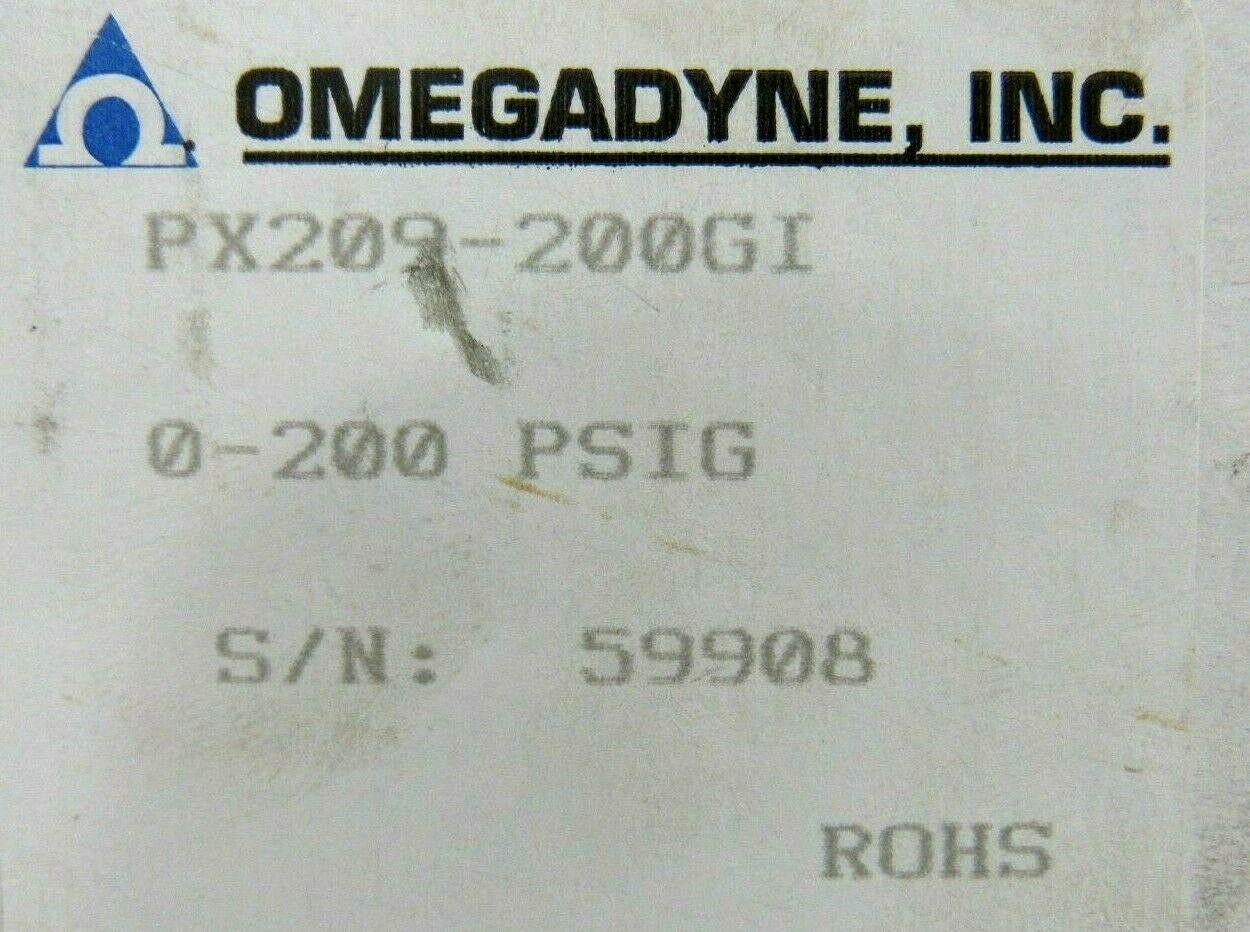 OMEGADYNE, INC.
PX209-200GI
0-200 PSIG
S/N: 59908
ROHS